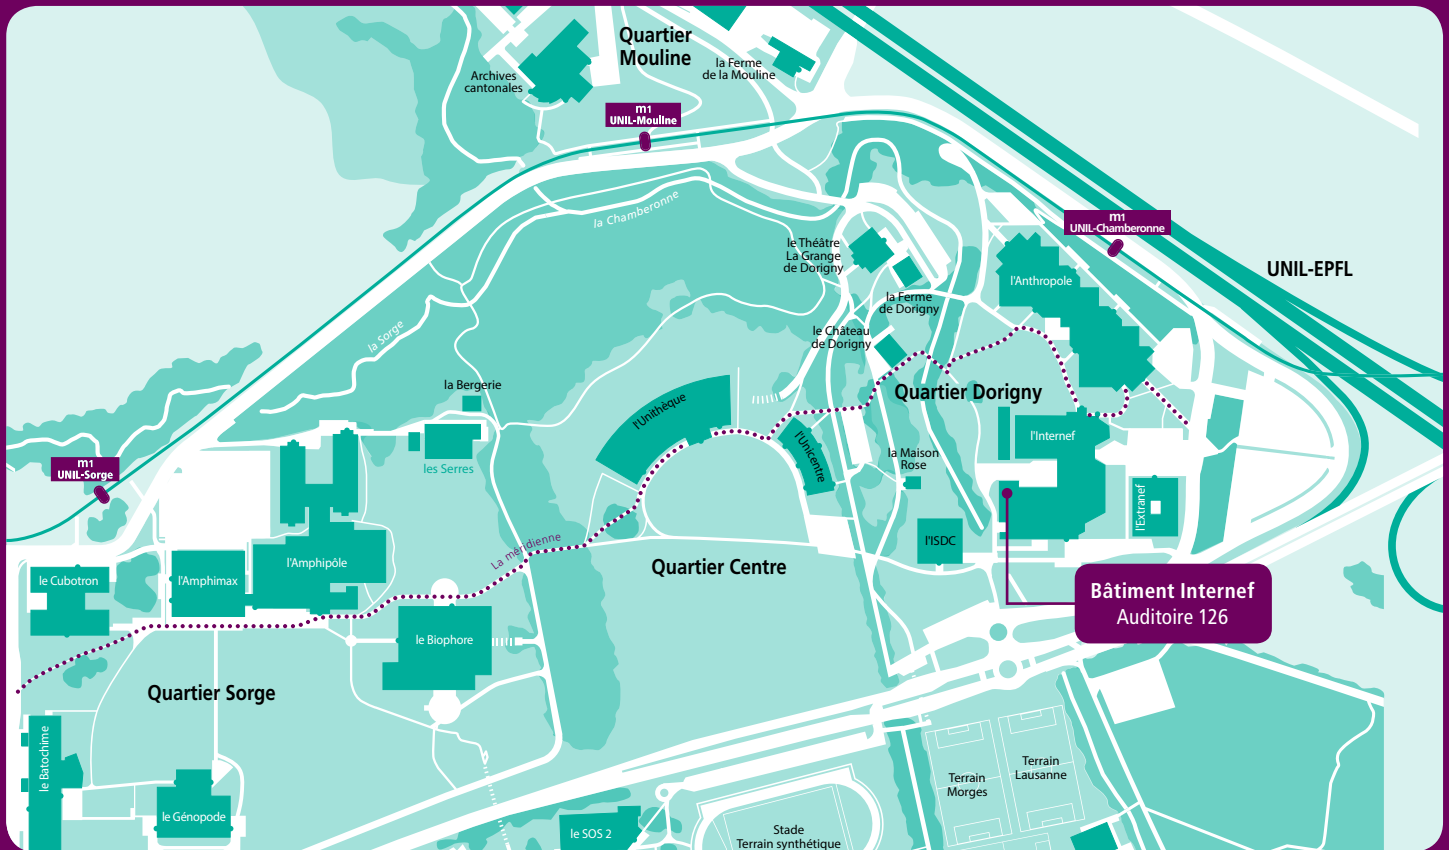 Quartier
Mouline
la Ferme
de la Mouline
Archives
cantonales
m1
UNIL-Mouline
la Chamberonne
m1
UNIL-Chamberonne
le Théâtre
La Grange
de Dorigny
UNIL-EPFL
l'Anthropole
la Ferme
de Dorigny
la Sorge
le Château
de Dorigny
la Bergerie
Quartier Dorigny
l'Unithèque
l'Internef
l'Unicentre
la Maison
Rose
m1
UNIL-Sorge
les Serres
l'Extranef
La méridienne
l'ISDC
le Cubotron
l'Amphimax
l'Amphipôle
Quartier Centre
Bâtiment Internef
Auditoire 126
le Biophore
Quartier Sorge
le Batochime
Terrain
Lausanne
Terrain
Morges
le Génopode
le SOS 2
Stade
Terrain synthétique